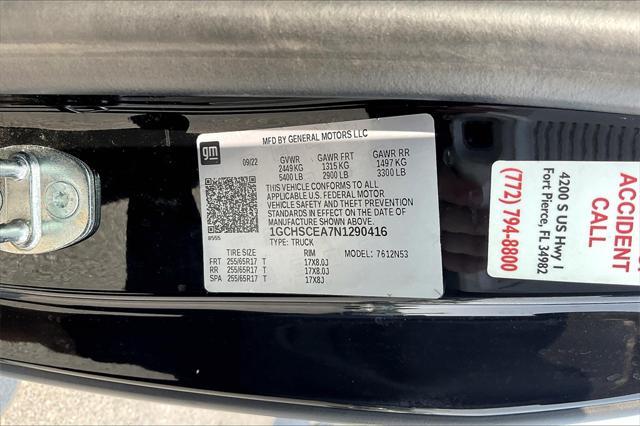 MFD BY GENERAL MOTORS LLC
gm
09/22
GVWR GAWR FRT GAWR RR
2449 KG 1315 KG 1497 KG
5400 LB 2900 LB 3300 LB
THIS VEHICLE CONFORMS TO ALL
APPLICABLE U.S. FEDERAL MOTOR
VEHICLE SAFETY AND THEFT PREVENTION
STANDARDS IN EFFECT ON THE DATE OF
MANUFACTURE SHOWN ABOVE.
1GCHSCEA7N1290416
TYPE: TRUCK
8555
TIRE SIZE RIM MODEL: 7612N53
FRT 255/65R17 T 17X8.0J
RR 255/65R17 T 17X8.0J
SPA 255/65R17 T 17X8J
ACCIDENT
CALL
(772) 794-8800
4200 S US Hwy 1
Fort Pierce, FL 34982